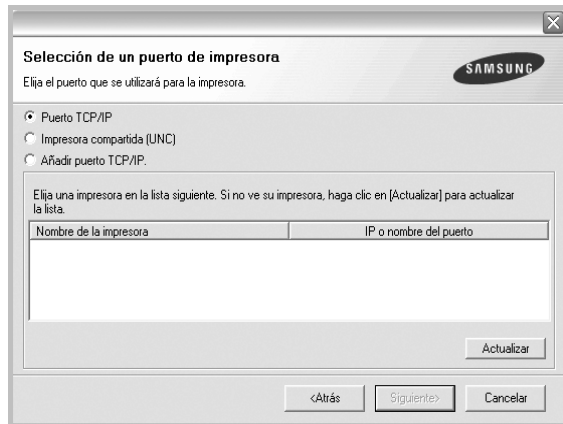 Selección de un puerto de impresora
Elija el puerto que se utilizará para la impresora.
SAMSUNG
Puerto TCP/IP
Impresora compartida (UNC)
Añadir puerto TCP/IP.
Elija una impresora en la lista siguiente. Si no ve su impresora, haga clic en [Actualizar] para actualizar
la lista.
Nombre de la impresora IP o nombre del puerto
Actualizar
<Atrás Siguiente> Cancelar